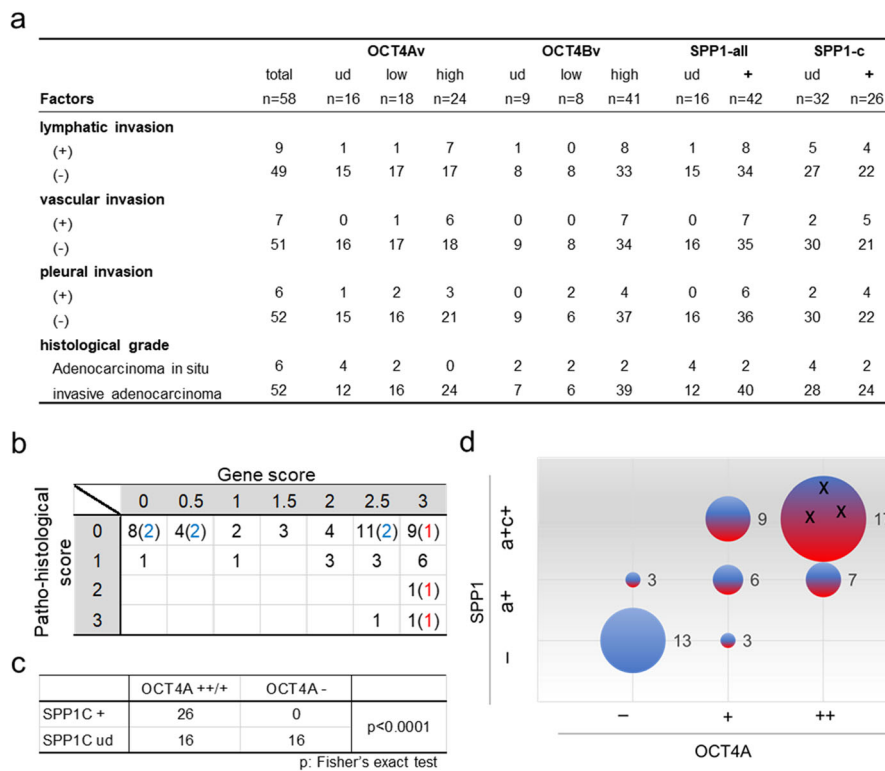 a
OCT4Av OCT4Bv SPP1-all SPP1-c
total ud low high ud low high ud + ud +
Factors n=58 n=16 n=18 n=24 n=9 n=8 n=41 n=16 n=42 n=32 n=26
lymphatic invasion
(+) 9 1 1 7 1 0 8 1 8 5 4
(-) 49 15 17 17 8 8 33 15 34 27 22
vascular invasion
(+) 7 0 1 6 0 0 7 0 7 2 5
(-) 51 16 17 18 9 8 34 16 35 30 21
pleural invasion
(+) 6 1 2 3 0 2 4 0 6 2 4
(-) 52 15 16 21 9 6 37 16 36 30 22
histological grade
Adenocarcinoma in situ 6 4 2 0 2 2 2 4 2 4 2
invasive adenocarcinoma 52 12 16 24 7 6 39 12 40 28 24
b
Gene score
0 0.5 1 1.5 2 2.5 3
Patho-histological
score
0 8(2) 4(2) 2 3 4 11(2) 9(1)
1 1 1 3 3 6
2 1(1)
3 1 1(1)
c
OCT4A ++/+ OCT4A -
SPP1C + 26 0
SPP1C ud 16 16
p<0.0001
p: Fisher's exact test
d
SPP1
a+c+
a+
–
X
X X
9 17
3 6 7
13 3
– + ++
OCT4A